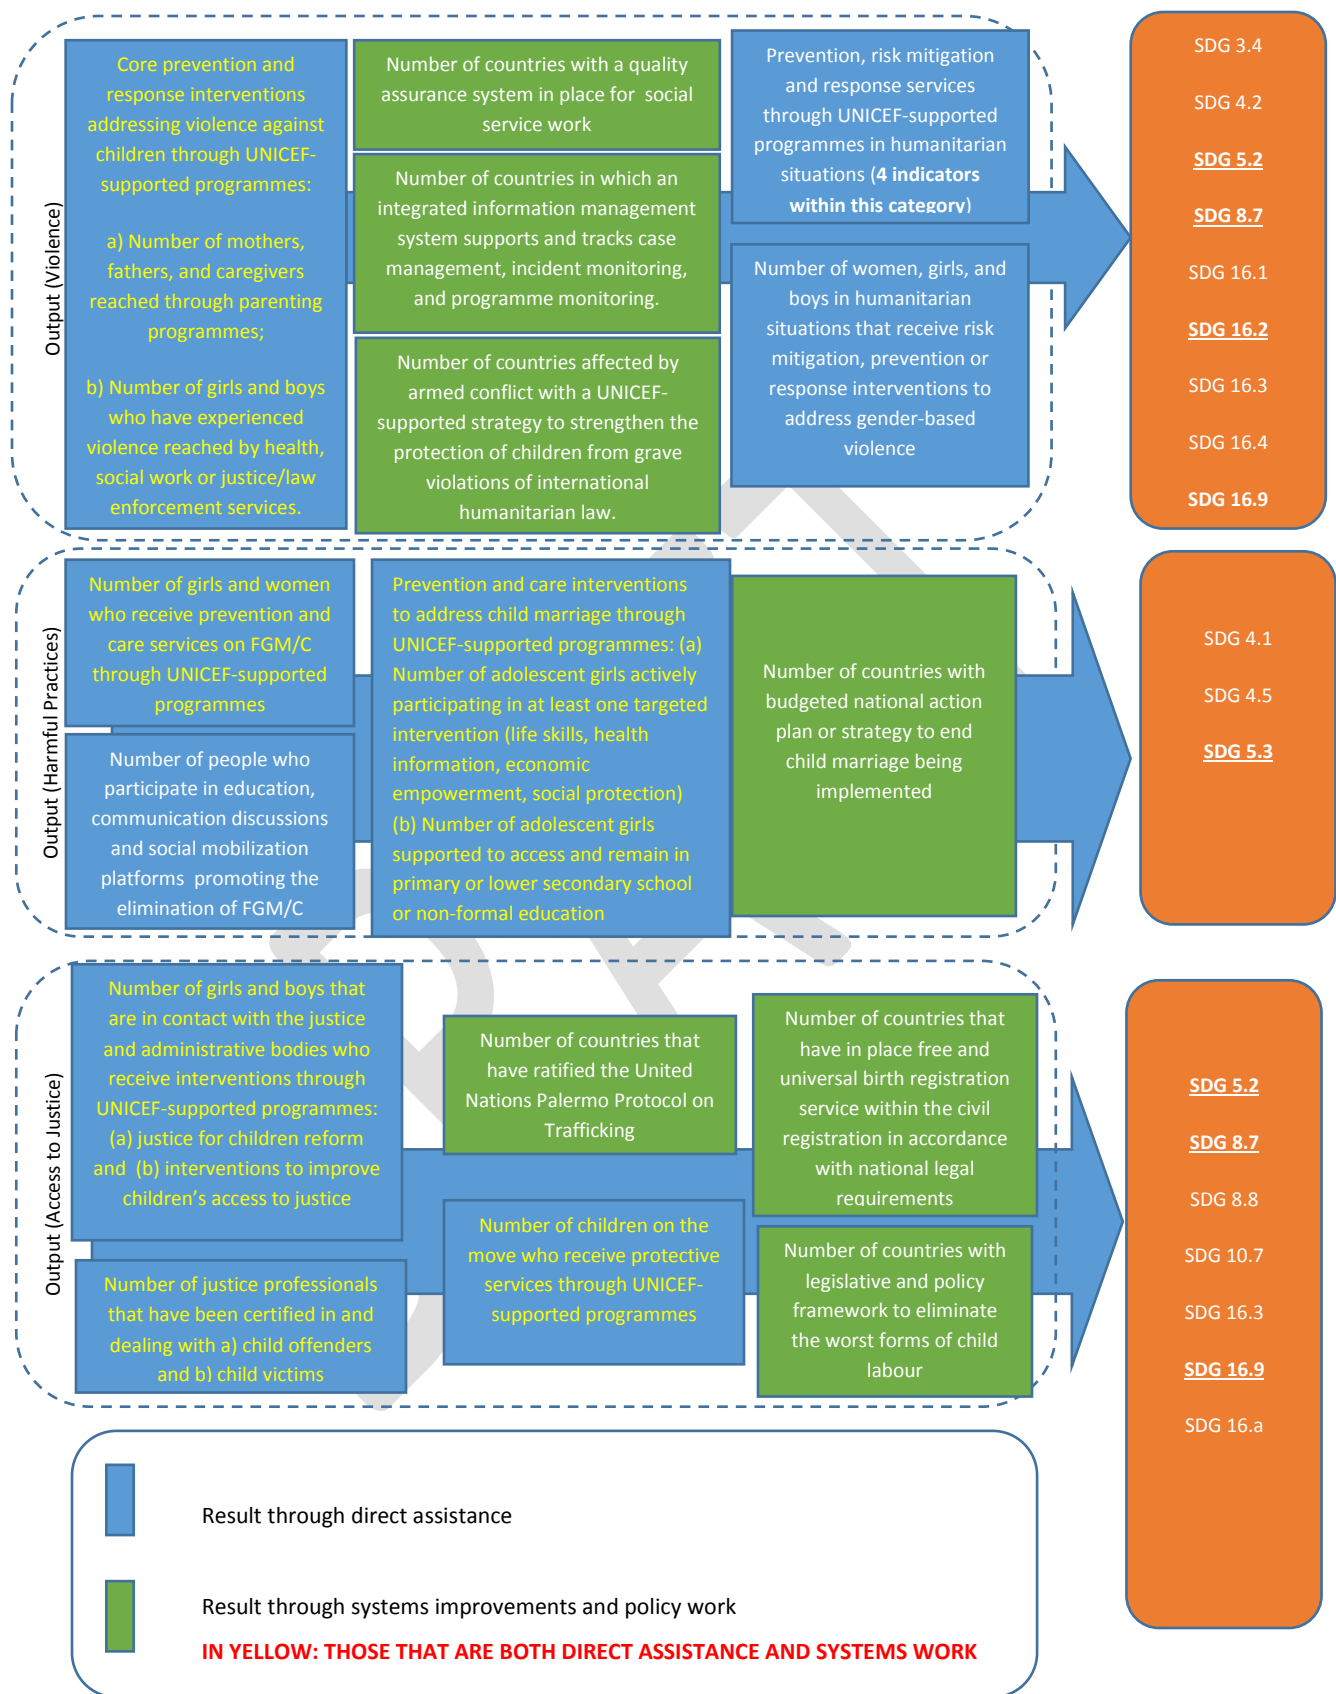 Output (Violence)
Core prevention and
response interventions
addressing violence against
children through UNICEF-
supported programmes:
a) Number of mothers,
fathers, and caregivers
reached through parenting
programmes;
b) Number of girls and boys
who have experienced
violence reached by health,
social work or justice/law
enforcement services.
Number of countries with a quality
assurance system in place for social
service work
Number of countries in which an
integrated information management
system supports and tracks case
management, incident monitoring,
and programme monitoring.
Number of countries affected by
armed conflict with a UNICEF-
supported strategy to strengthen the
protection of children from grave
violations of international
humanitarian law.
Prevention, risk mitigation
and response services
through UNICEF-supported
programmes in humanitarian
situations (4 indicators
within this category)
Number of women, girls, and
boys in humanitarian
situations that receive risk
mitigation, prevention or
response interventions to
address gender-based
violence
SDG 3.4
SDG 4.2
SDG 5.2
SDG 8.7
SDG 16.1
SDG 16.2
SDG 16.3
SDG 16.4
SDG 16.9
Output (Harmful Practices)
Number of girls and women
who receive prevention and
care services on FGM/C
through UNICEF-supported
programmes
Number of people who
participate in education,
communication discussions
and social mobilization
platforms promoting the
elimination of FGM/C
Prevention and care interventions
to address child marriage through
UNICEF-supported programmes: (a)
Number of adolescent girls actively
participating in at least one targeted
intervention (life skills, health
information, economic
empowerment, social protection)
(b) Number of adolescent girls
supported to access and remain in
primary or lower secondary school
or non-formal education
Number of countries with
budgeted national action
plan or strategy to end
child marriage being
implemented
SDG 4.1
SDG 4.5
SDG 5.3
Output (Access to Justice)
Number of girls and boys that
are in contact with the justice
and administrative bodies who
receive interventions through
UNICEF-supported programmes:
(a) justice for children reform
and (b) interventions to improve
children's access to justice
Number of justice professionals
that have been certified in and
dealing with a) child offenders
and b) child victims
Number of countries that
have ratified the United
Nations Palermo Protocol on
Trafficking
Number of children on the
move who receive protective
services through UNICEF-
supported programmes
Number of countries that
have in place free and
universal birth registration
service within the civil
registration in accordance
with national legal
requirements
Number of countries with
legislative and policy
framework to eliminate
the worst forms of child
labour
SDG 5.2
SDG 8.7
SDG 8.8
SDG 10.7
SDG 16.3
SDG 16.9
SDG 16.a
Result through direct assistance
Result through systems improvements and policy work
IN YELLOW: THOSE THAT ARE BOTH DIRECT ASSISTANCE AND SYSTEMS WORK